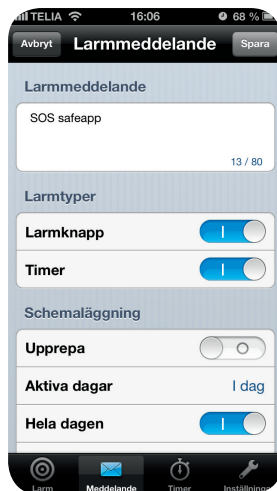 TELIA 16:06 68 %
Avbryt Larmmeddelande Spara
Larmmeddelande
SOS safeapp
13 / 80
Larmtyper
Larmknapp
Timer
Schemaläggning
Upprepa
Aktiva dagar I dag
Hela dagen
Larm Meddelande Timer Inställningar